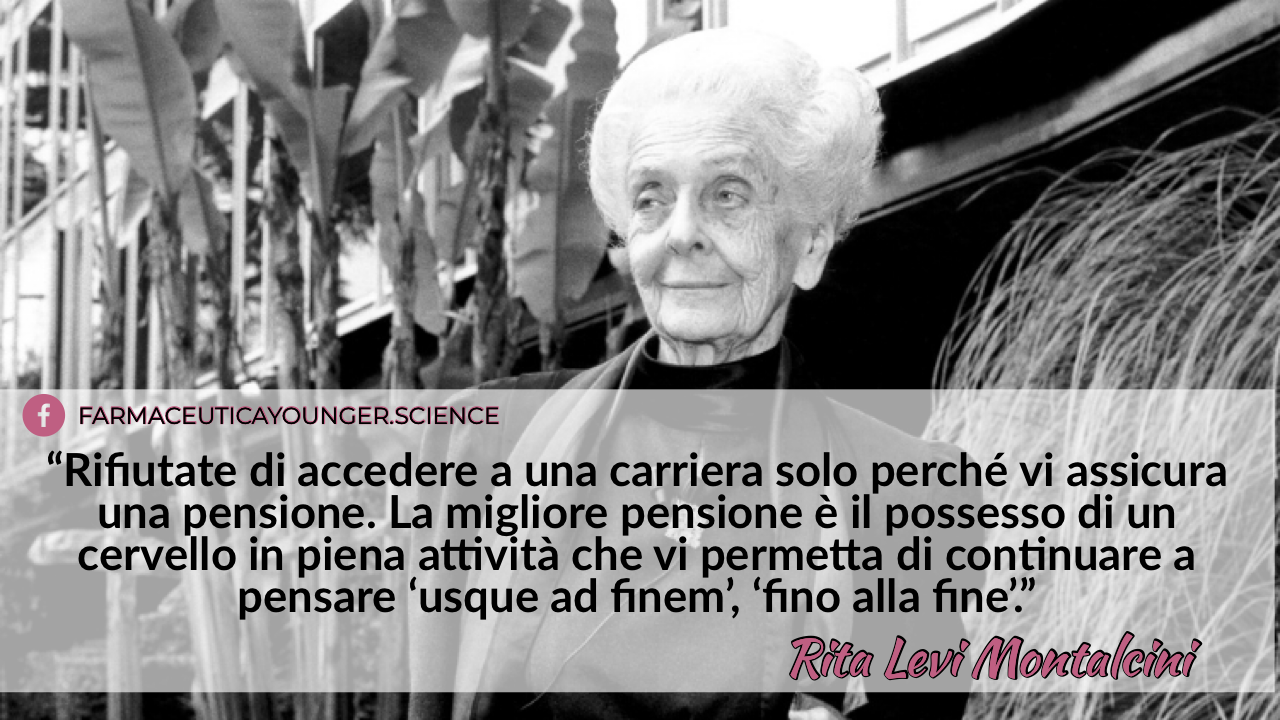 FARMACEUTICAYOUNGER.SCIENCE
“Rifiutate di accedere a una carriera solo perché vi assicura
una pensione. La migliore pensione è il possesso di un
cervello in piena attività che vi permetta di continuare a
pensare ‘usque ad finem’, ‘fino alla fine’.”
Rita Levi Montalcini